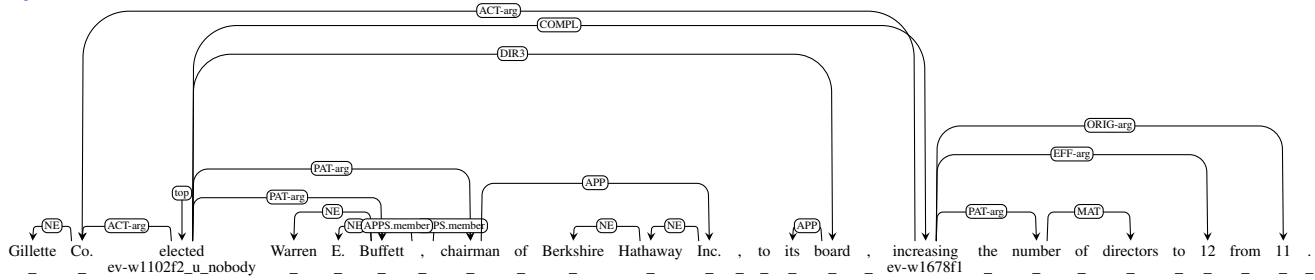 ACT-arg
COMPL
DIR3
ORIG-arg
EFF-arg
PAT-arg APP
top PAT-arg
NE PAT-arg MAT
NE ACT-arg NE APPS.member PS.member NE NE APP
Gillette Co. elected Warren E. Buffett , chairman of Berkshire Hathaway Inc. , to its board , increasing the number of directors to 12 from 11 .
_ _ ev-w1102f2_u_nobody _ _ _ _ _ _ _ _ _ _ _ _ _ _ ev-w1678f1 _ _ _ _ _ _ _ _ _